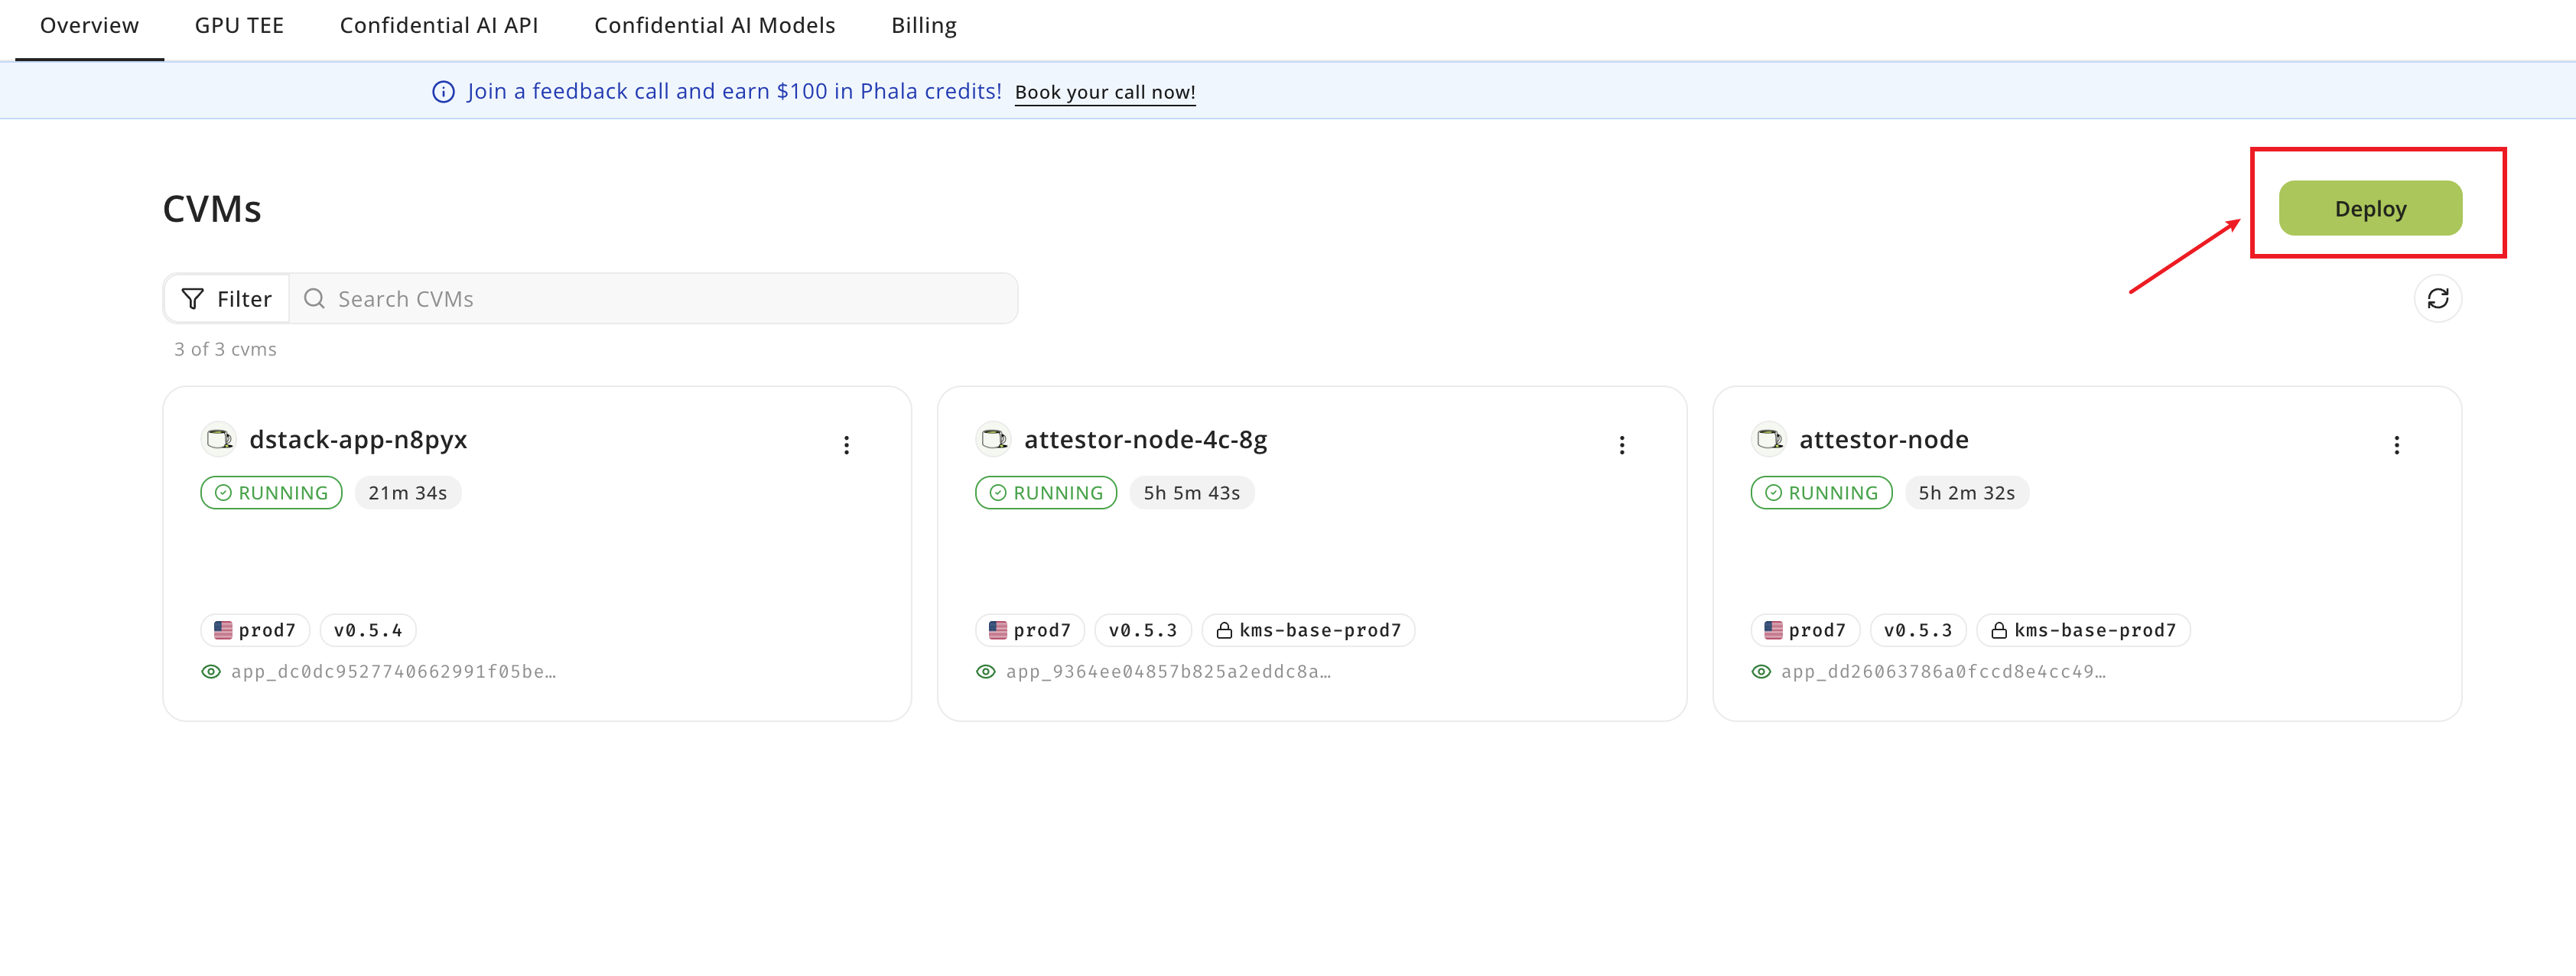 Overview GPU TEE Confidential AI API Confidential AI Models Billing
Join a feedback call and earn $100 in Phala credits! Book your call now!
CVMs
Deploy
Filter Search CVMs
3 of 3 cvms
dstack-app-n8pyx
RUNNING 21m 34s
prod7 v0.5.4
app_dc0dc9527740662991f05be…
attestor-node-4c-8g
RUNNING 5h 5m 43s
prod7 v0.5.3 kms-base-prod7
app_9364ee04857b825a2eddc8a…
attestor-node
RUNNING 5h 2m 32s
prod7 v0.5.3 kms-base-prod7
app_dd26063786a0fccd8e4cc49…